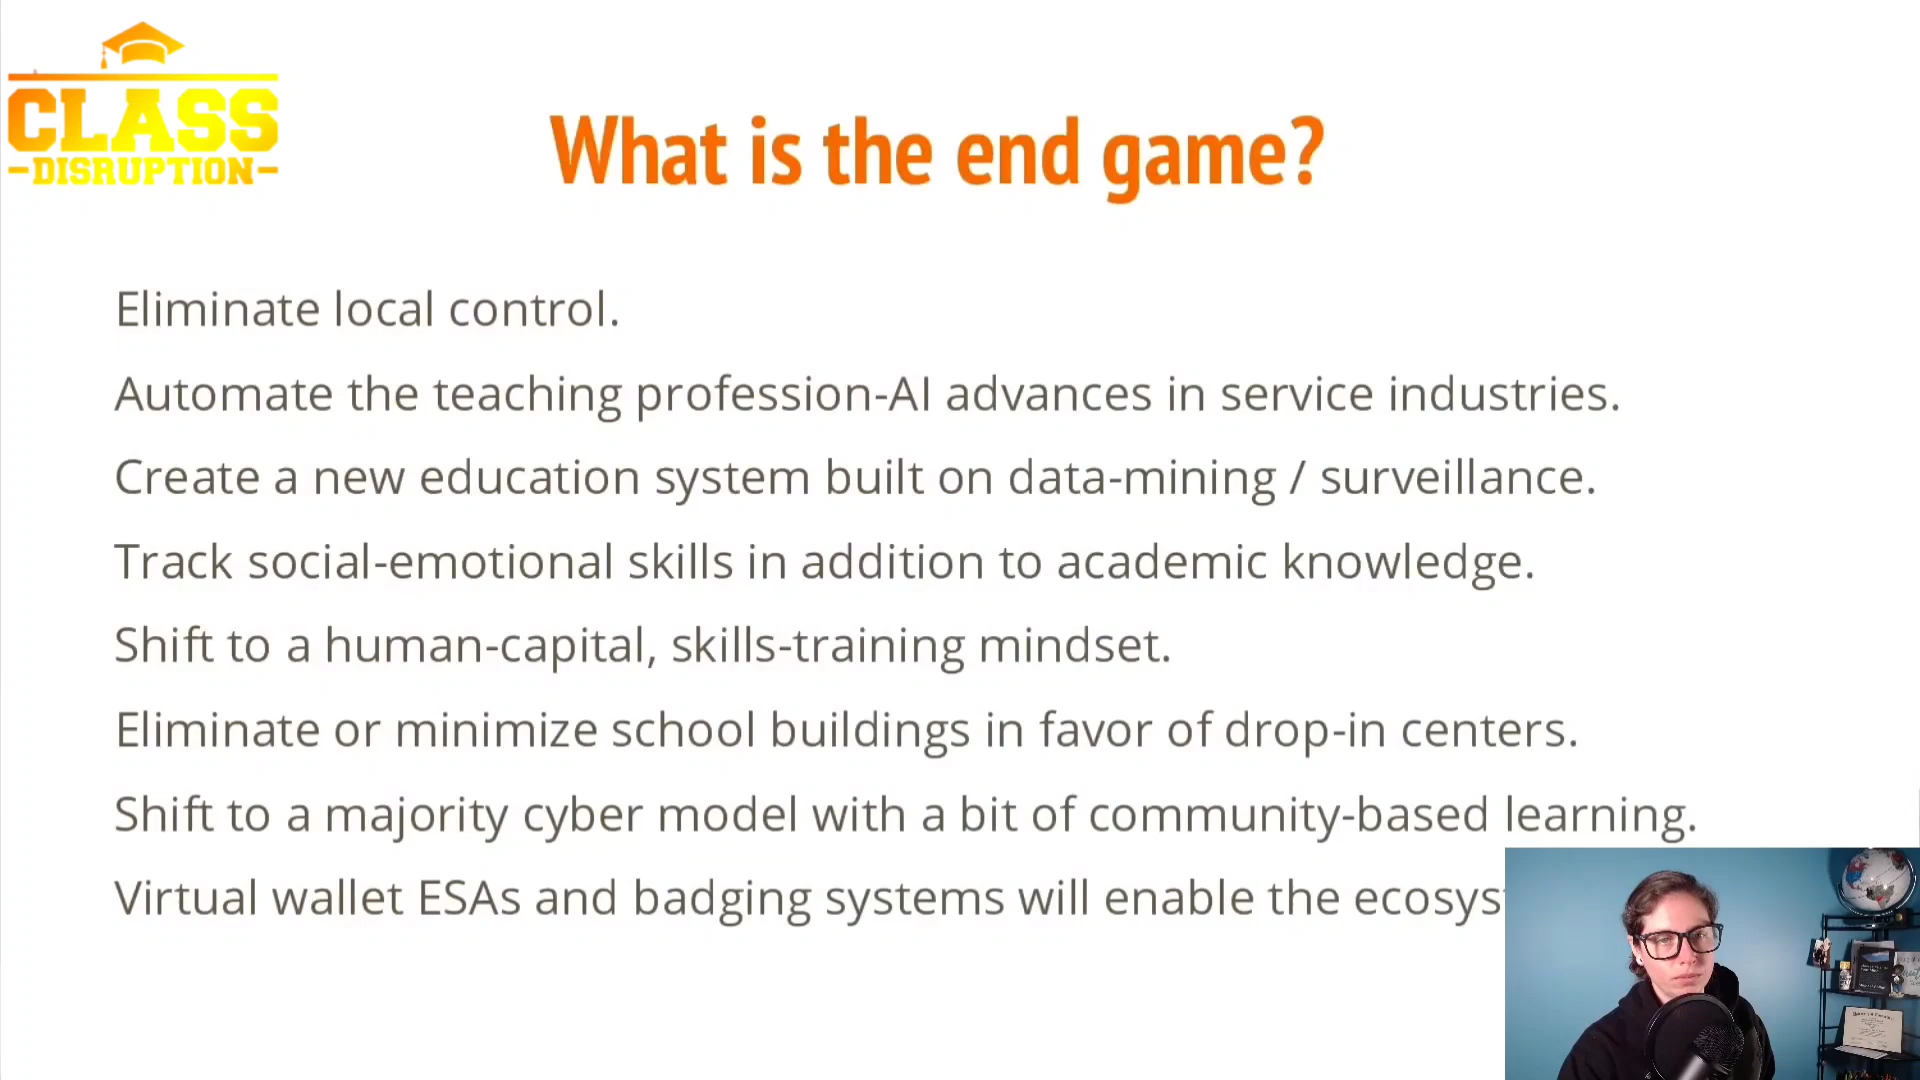 CLASS
-DISRUPTION-
What is the end game?
Eliminate local control.
Automate the teaching profession-AI advances in service industries.
Create a new education system built on data-mining / surveillance.
Track social-emotional skills in addition to academic knowledge.
Shift to a human-capital, skills-training mindset.
Eliminate or minimize school buildings in favor of drop-in centers.
Shift to a majority cyber model with a bit of community-based learning.
Virtual wallet ESAs and badging systems will enable the ecosys